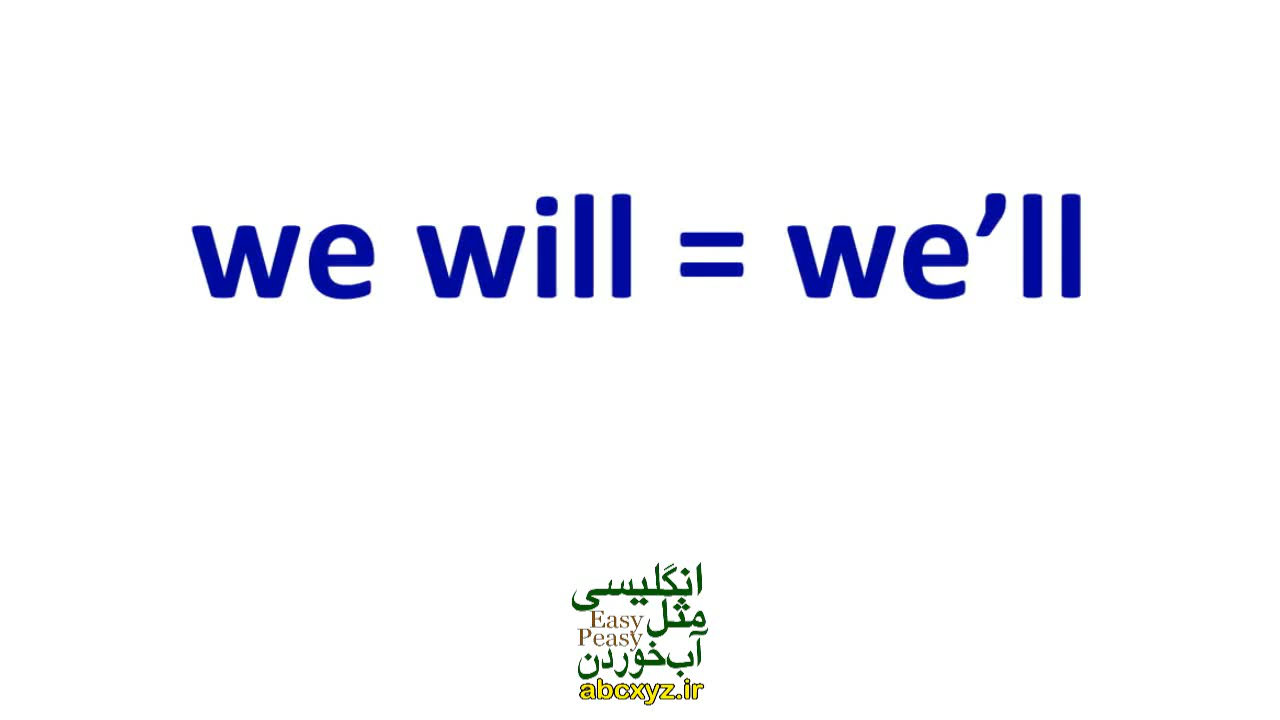 we will = we’ll
انگلیسی
مثل
Easy
Peasy
آب‌خوردن
abcxyz.ir